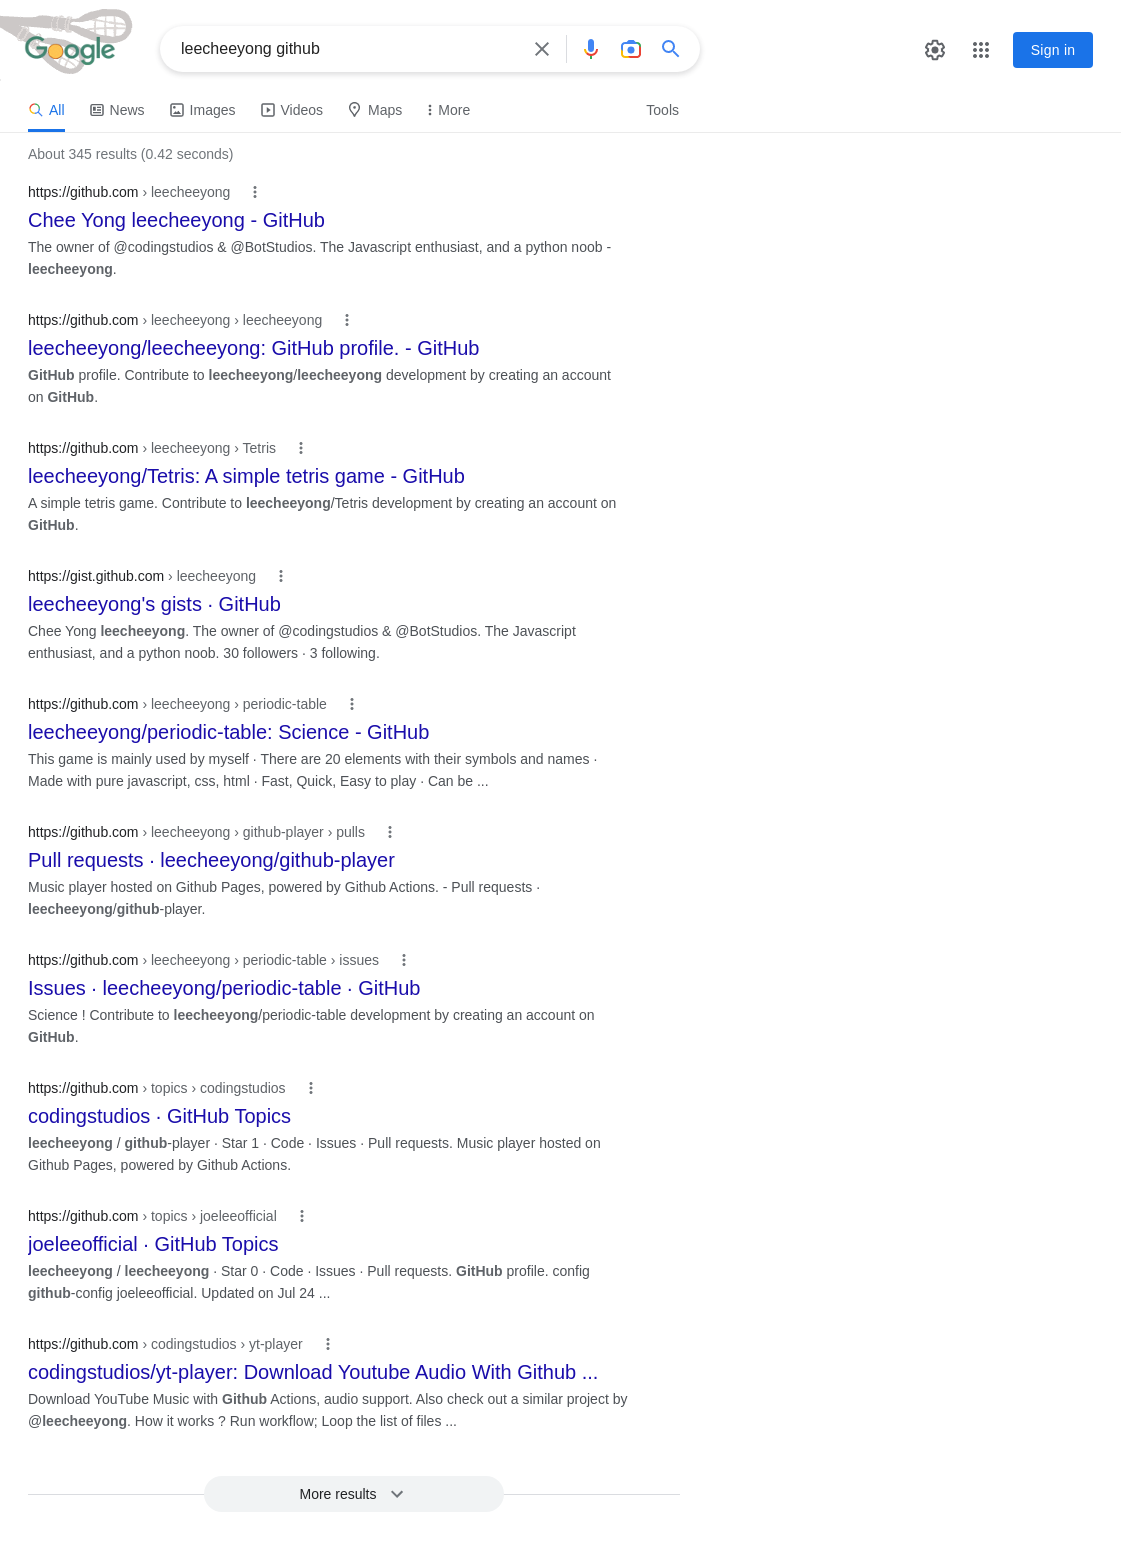 Google
leecheeyong github
Sign in
All
News
Images
Videos
Maps
More
Tools
About 345 results (0.42 seconds)
https://github.com › leecheeyong
Chee Yong leecheeyong - GitHub
The owner of @codingstudios & @BotStudios. The Javascript enthusiast, and a python noob -
leecheeyong.
https://github.com › leecheeyong › leecheeyong
leecheeyong/leecheeyong: GitHub profile. - GitHub
GitHub profile. Contribute to leecheeyong/leecheeyong development by creating an account
on GitHub.
https://github.com › leecheeyong › Tetris
leecheeyong/Tetris: A simple tetris game - GitHub
A simple tetris game. Contribute to leecheeyong/Tetris development by creating an account on
GitHub.
https://gist.github.com › leecheeyong
leecheeyong's gists · GitHub
Chee Yong leecheeyong. The owner of @codingstudios & @BotStudios. The Javascript
enthusiast, and a python noob. 30 followers · 3 following.
https://github.com › leecheeyong › periodic-table
leecheeyong/periodic-table: Science - GitHub
This game is mainly used by myself · There are 20 elements with their symbols and names ·
Made with pure javascript, css, html · Fast, Quick, Easy to play · Can be ...
https://github.com › leecheeyong › github-player › pulls
Pull requests · leecheeyong/github-player
Music player hosted on Github Pages, powered by Github Actions. - Pull requests ·
leecheeyong/github-player.
https://github.com › leecheeyong › periodic-table › issues
Issues · leecheeyong/periodic-table · GitHub
Science ! Contribute to leecheeyong/periodic-table development by creating an account on
GitHub.
https://github.com › topics › codingstudios
codingstudios · GitHub Topics
leecheeyong / github-player · Star 1 · Code · Issues · Pull requests. Music player hosted on
Github Pages, powered by Github Actions.
https://github.com › topics › joeleeofficial
joeleeofficial · GitHub Topics
leecheeyong / leecheeyong · Star 0 · Code · Issues · Pull requests. GitHub profile. config
github-config joeleeofficial. Updated on Jul 24 ...
https://github.com › codingstudios › yt-player
codingstudios/yt-player: Download Youtube Audio With Github ...
Download YouTube Music with Github Actions, audio support. Also check out a similar project by
@leecheeyong. How it works ? Run workflow; Loop the list of files ...
More results